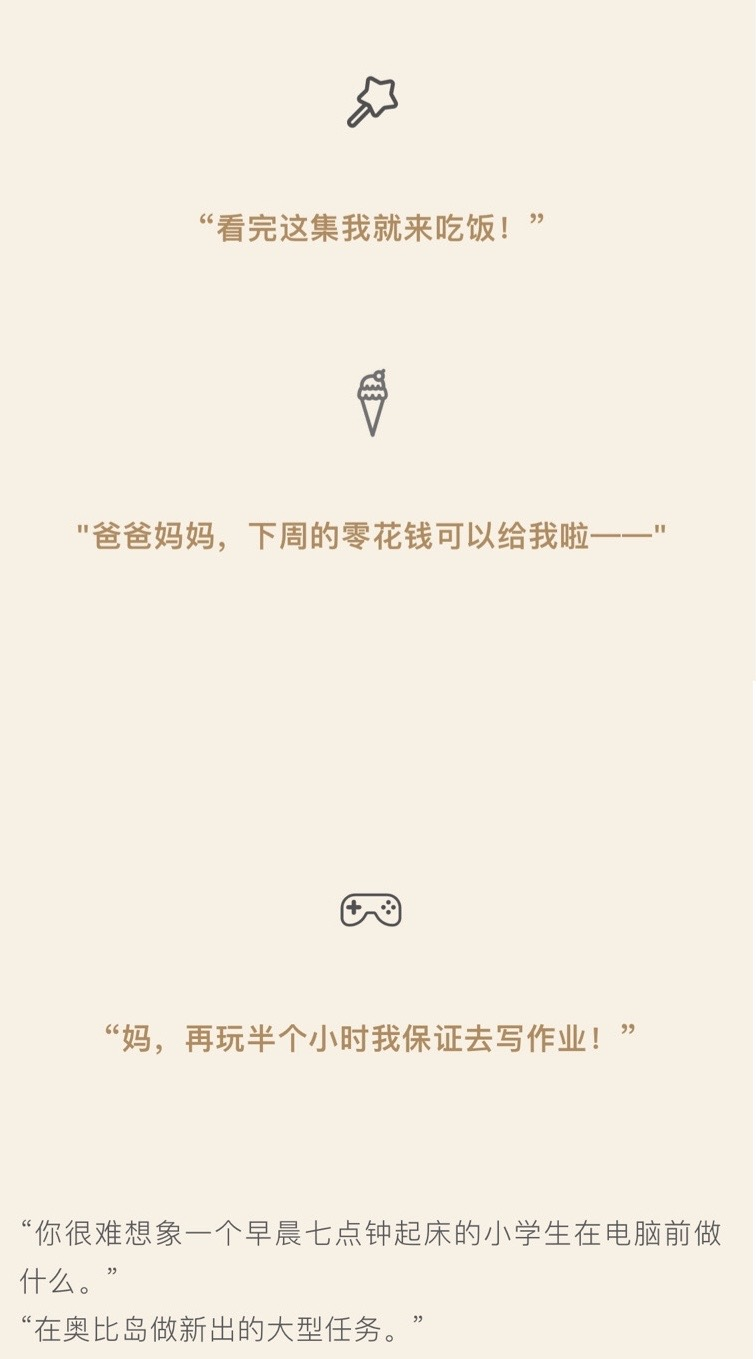 “看完这集我就来吃饭！”
"爸爸妈妈，下周的零花钱可以给我啦——"
“妈，再玩半个小时我保证去写作业！”
“你很难想象一个早晨七点钟起床的小学生在电脑前做
什么。”
“在奥比岛做新出的大型任务。”